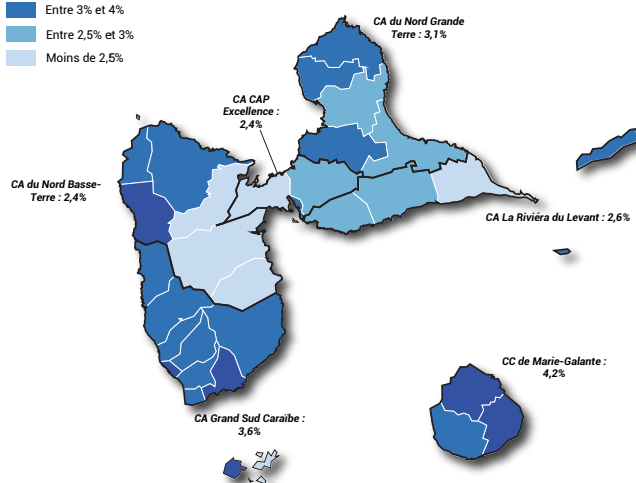 Entre 3% et 4%
Entre 2,5% et 3%
Moins de 2,5%
CA du Nord Grande
Terre : 3,1%
CA CAP
Excellence :
2,4%
CA du Nord Basse-
Terre : 2,4%
CA La Riviéra du Levant : 2,6%
CC de Marie-Galante :
4,2%
CA Grand Sud Caraïbe :
3,6%